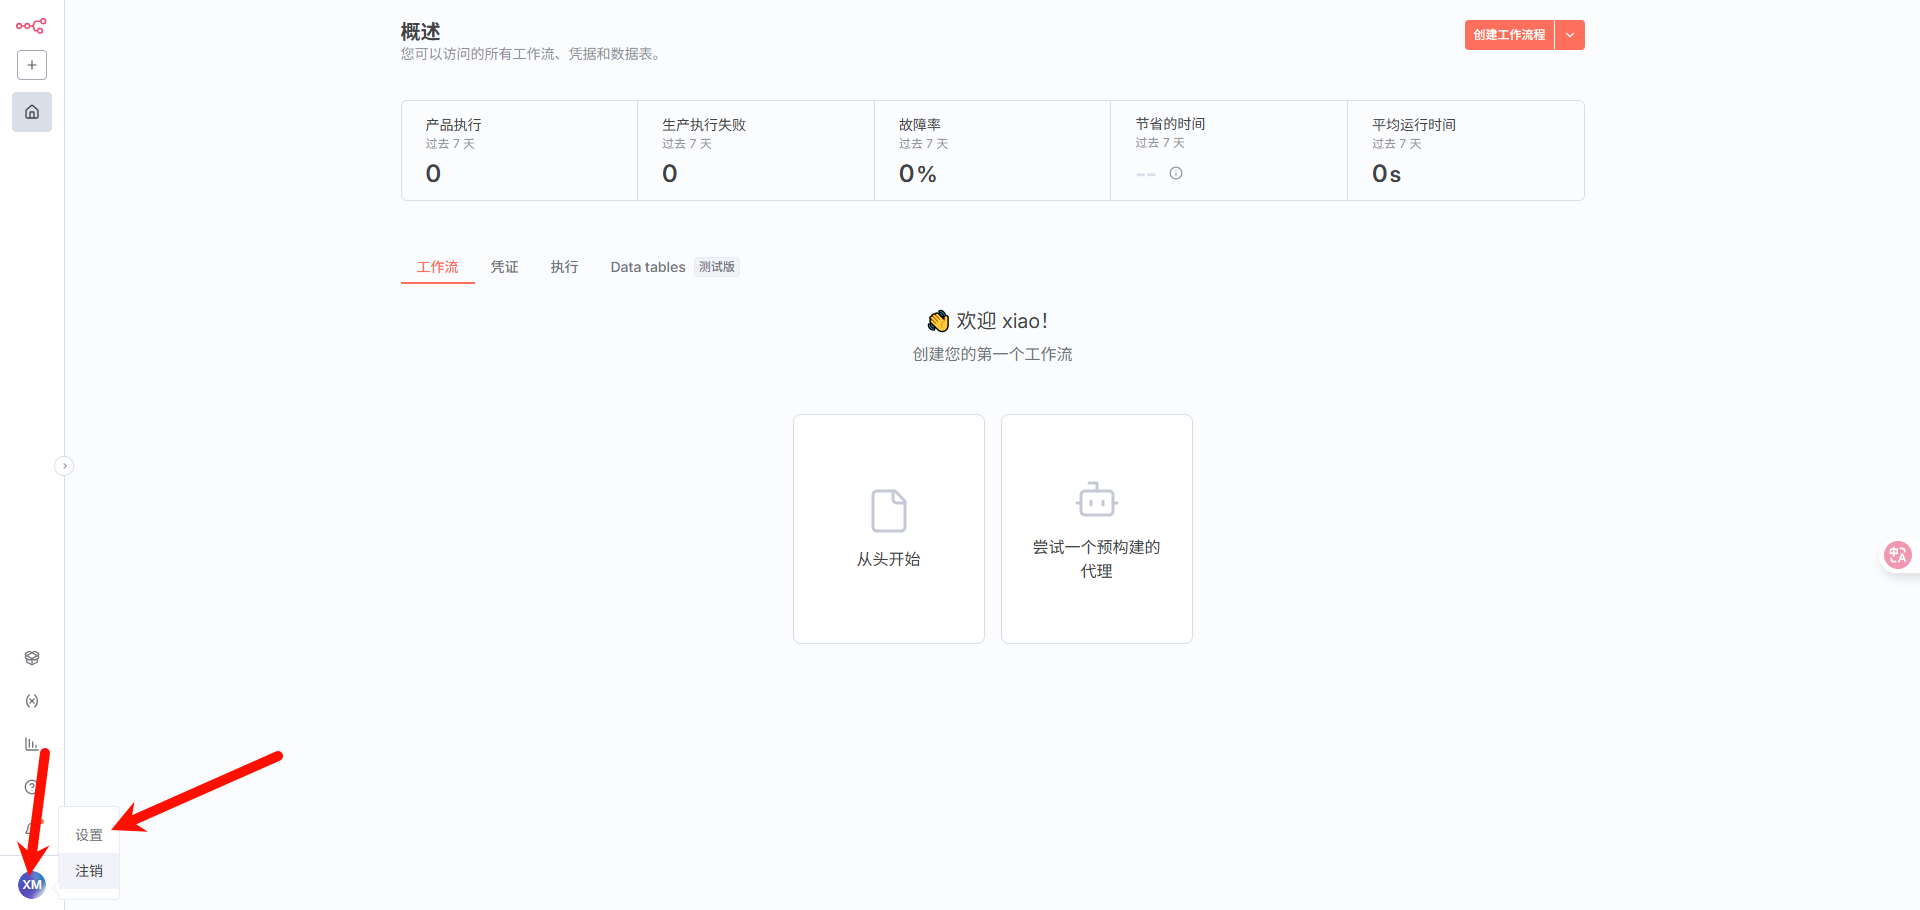 概述
您可以访问的所有工作流、凭据和数据表。
创建工作流程
产品执行
过去 7 天
0
生产执行失败
过去 7 天
0
故障率
过去 7 天
0%
节省的时间
过去 7 天
--
平均运行时间
过去 7 天
0s
工作流
凭证
执行
Data tables
测试版
欢迎 xiao！
创建您的第一个工作流
从头开始
尝试一个预构建的
代理
设置
注销
XM